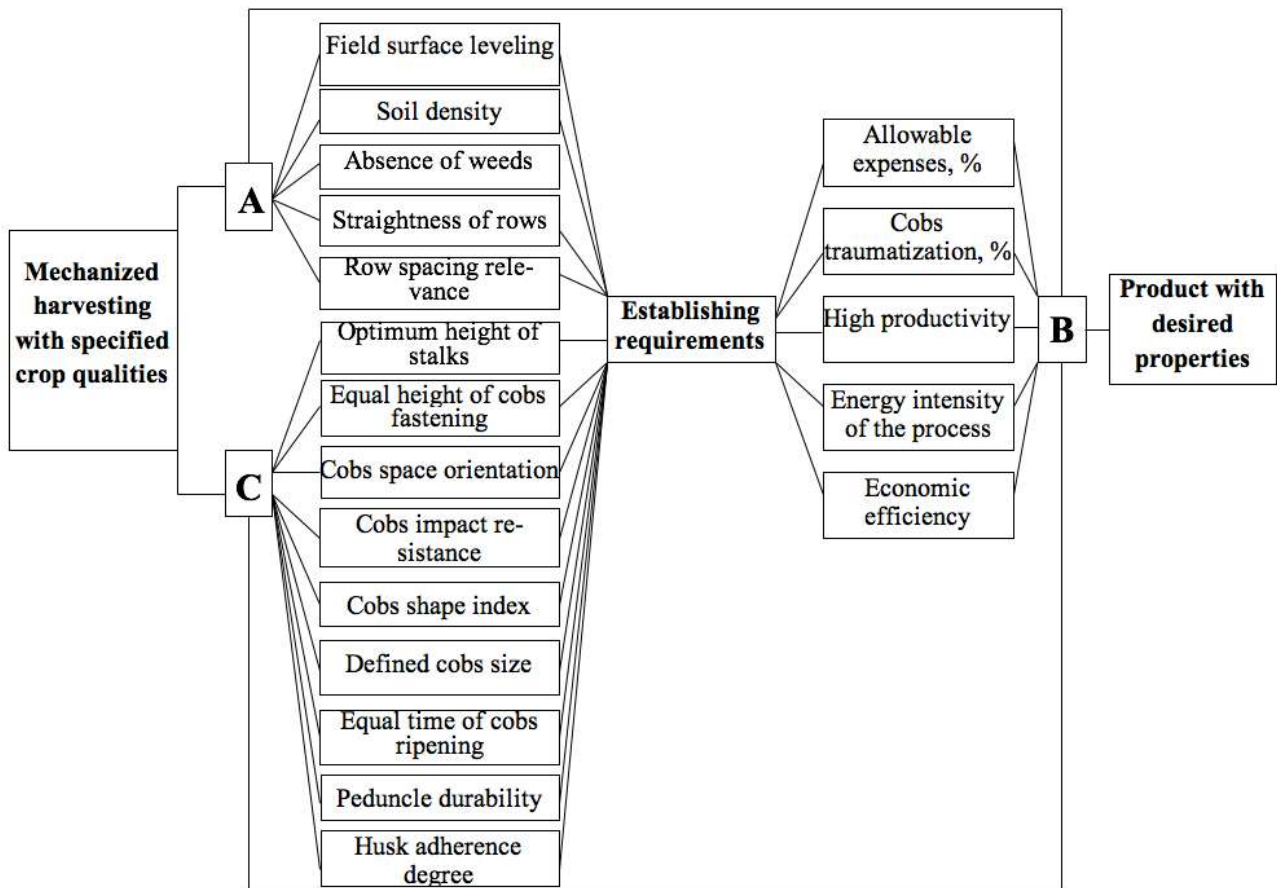 Mechanized
harvesting
with specified
crop qualities
A
C
Field surface leveling
Soil density
Absence of weeds
Straightness of rows
Row spacing rele-
vance
Optimum height of
stalks
Equal height of cobs
fastening
Cobs space orientation
Cobs impact re-
sistance
Cobs shape index
Defined cobs size
Equal time of cobs
ripening
Peduncle durability
Husk adherence
degree
Establishing
requirements
Allowable
expenses, %
Cobs
traumatization, %
High productivity
Energy intensity
of the process
Economic
efficiency
B
Product with
desired
properties